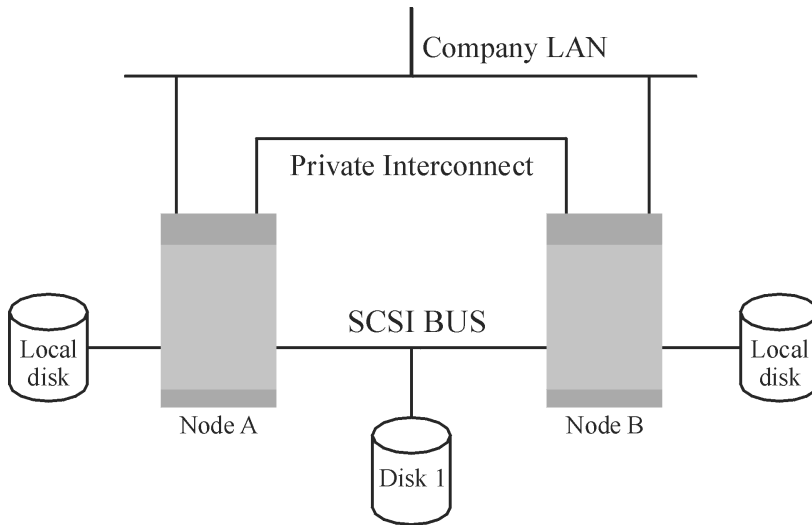 Company LAN
Private Interconnect
SCSI BUS
Local
disk
Local
disk
Node A
Node B
Disk 1